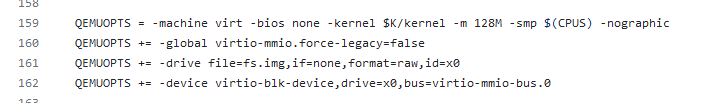 158
159 QEMUOPTS = -machine virt -bios none -kernel $K/kernel -m 128M -smp $(CPUS) -nographic
160 QEMUOPTS += -global virtio-mmio.force-legacy=false
161 QEMUOPTS += -drive file=fs.img,if=none,format=raw,id=x0
162 QEMUOPTS += -device virtio-blk-device,drive=x0,bus=virtio-mmio-bus.0
163